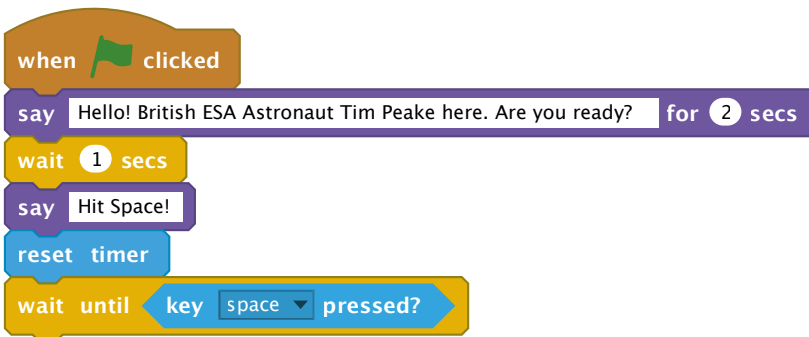 when clicked
say Hello! British ESA Astronaut Tim Peake here. Are you ready? for 2 secs
wait 1 secs
say Hit Space!
reset timer
wait until key space pressed?